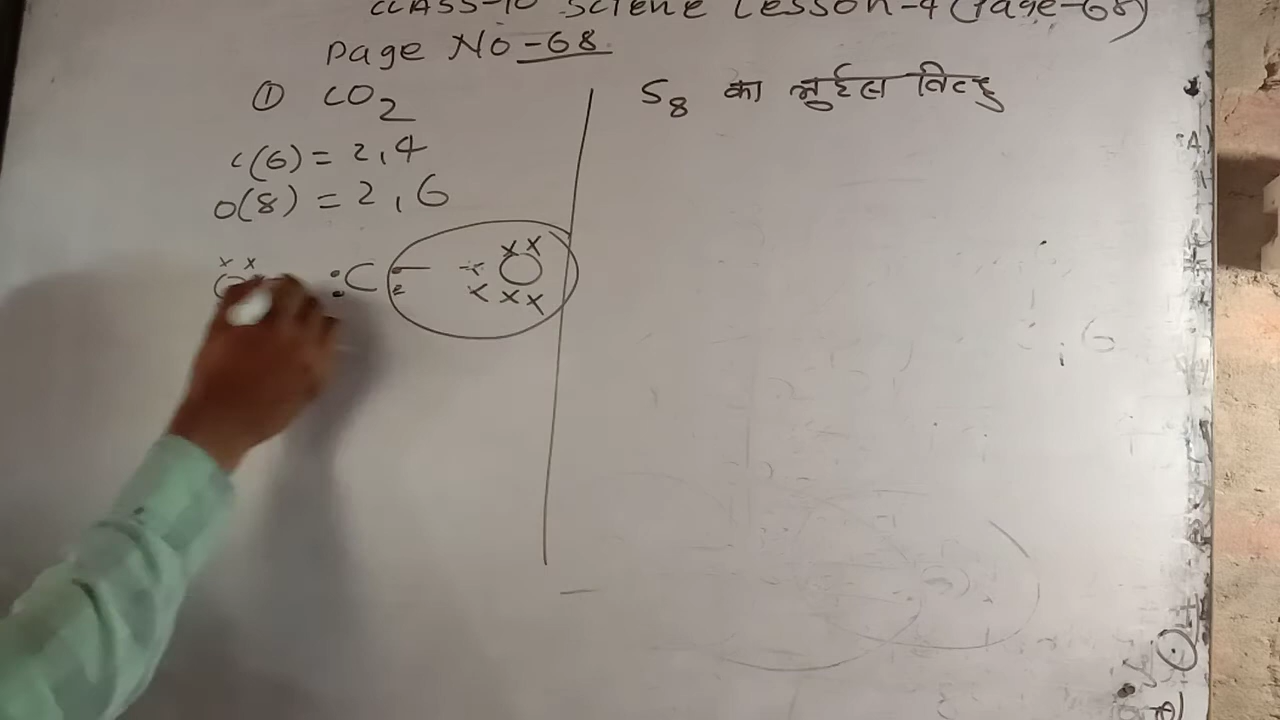 CLASS-10 Science Lesson-4 (Page-68)
Page No-68
① CO2
C(6) = 2,4
O(8) = 2,6
S8 का लुईस बिन्दु
:C
O